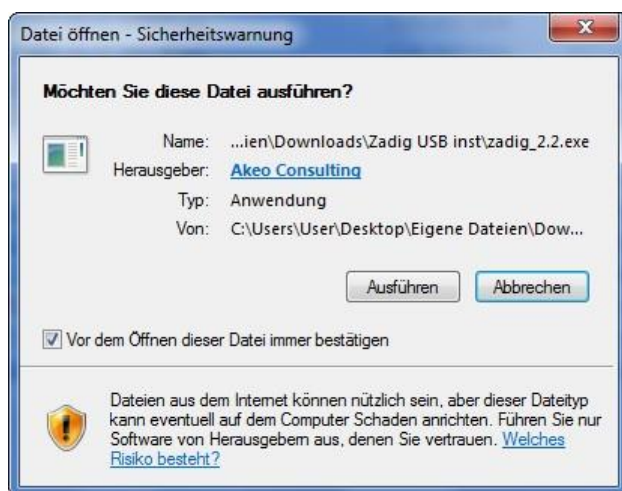 Datei öffnen - Sicherheitswarnung
Möchten Sie diese Datei ausführen?
Name: ...ien\Downloads\Zadig USB inst\zadig_2.2.exe
Herausgeber: Akeo Consulting
Typ: Anwendung
Von: C:\Users\User\Desktop\Eigene Dateien\Dow...
Ausführen Abbrechen
Vor dem Öffnen dieser Datei immer bestätigen
Dateien aus dem Internet können nützlich sein, aber dieser Dateityp
kann eventuell auf dem Computer Schaden anrichten. Führen Sie nur
Software von Herausgebern aus, denen Sie vertrauen. Welches
Risiko besteht?